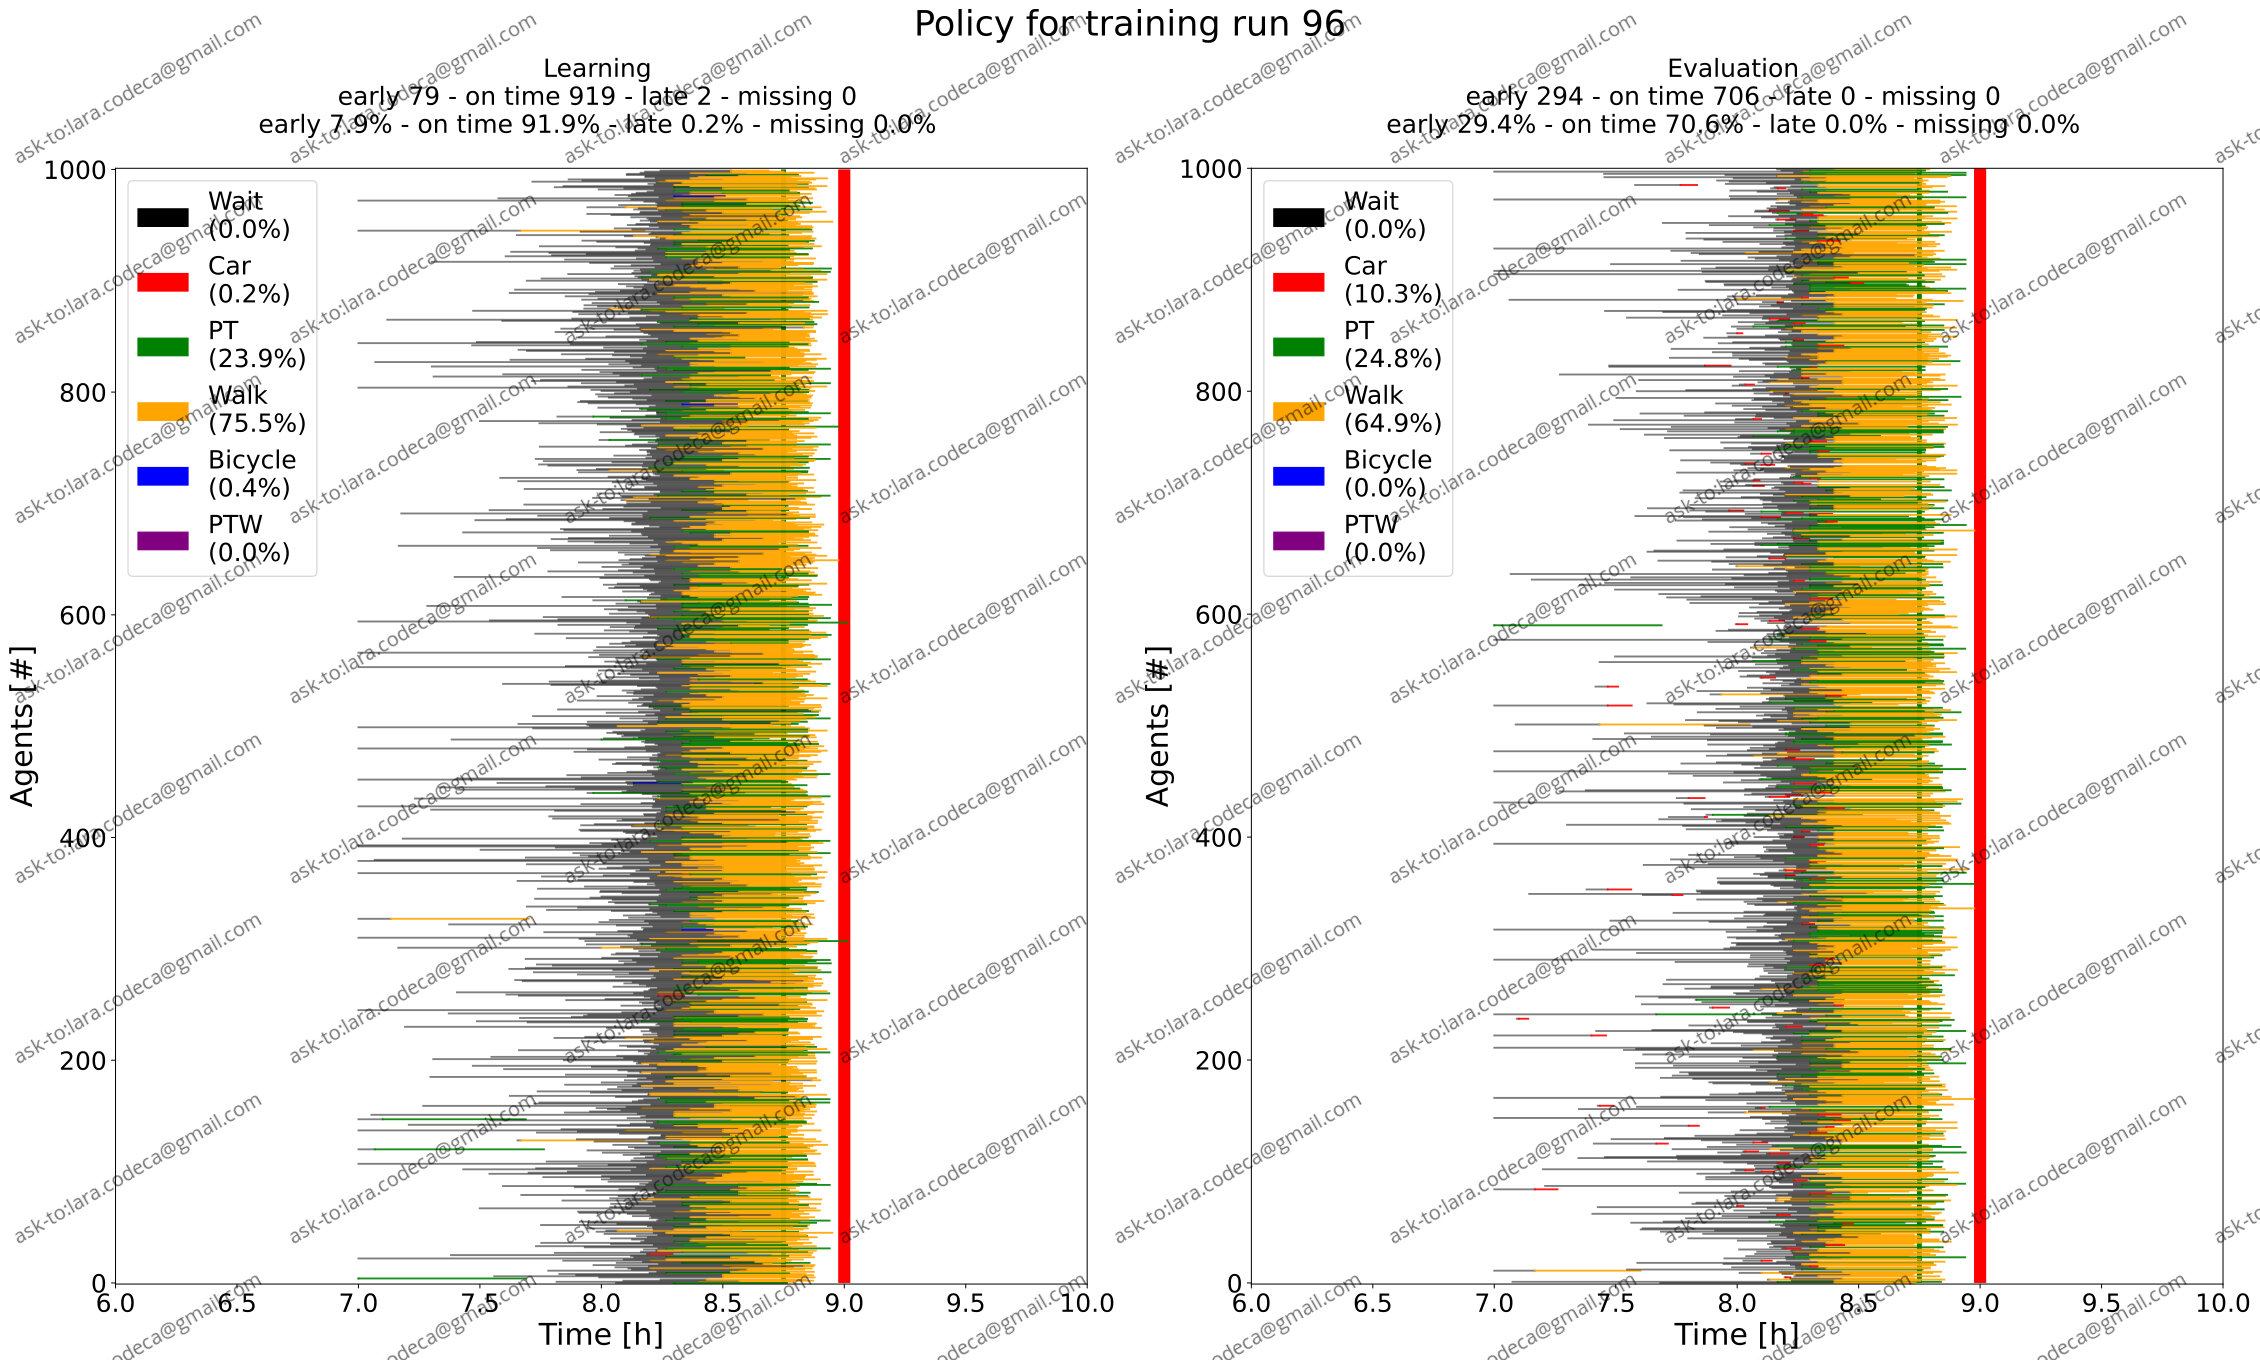 Policy for training run 96
Learning
early 79 - on time 919 - late 2 - missing 0
early 7.9% - on time 91.9% - late 0.2% - missing 0.0%
Agents [#]
1000
800
600
400
200
0
Wait
(0.0%)
Car
(0.2%)
PT
(23.9%)
Walk
(75.5%)
Bicycle
(0.4%)
PTW
(0.0%)
6.0 6.5 7.0 7.5 8.0 8.5 9.0 9.5 10.0
Time [h]
Evaluation
early 294 - on time 706 - late 0 - missing 0
early 29.4% - on time 70.6% - late 0.0% - missing 0.0%
Agents [#]
1000
800
600
400
200
0
Wait
(0.0%)
Car
(10.3%)
PT
(24.8%)
Walk
(64.9%)
Bicycle
(0.0%)
PTW
(0.0%)
6.0 6.5 7.0 7.5 8.0 8.5 9.0 9.5 10.0
Time [h]
ask-to:lara.codeca@gmail.com